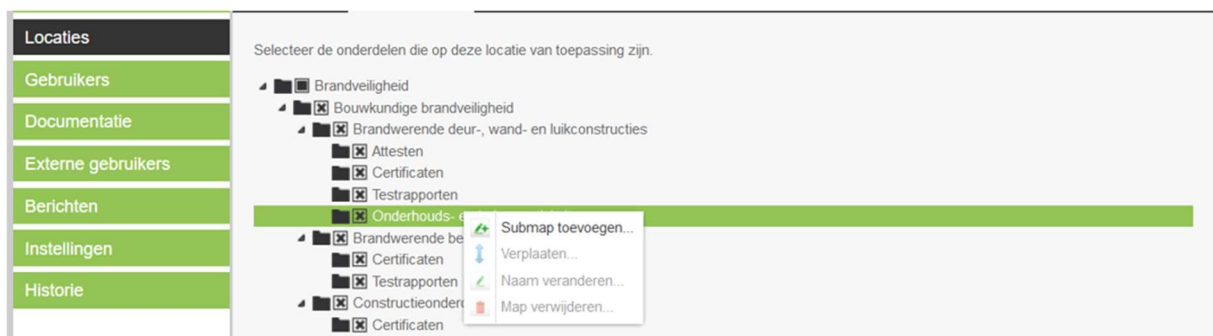 Locaties
Gebruikers
Documentatie
Externe gebruikers
Berichten
Instellingen
Historie
Selecteer de onderdelen die op deze locatie van toepassing zijn.
Brandveiligheid
Bouwkundige brandveiligheid
Brandwerende deur-, wand- en luikconstructies
Attesten
Certificaten
Testrapporten
Onderhouds-
Brandwerende be
Certificaten
Testrapporten
Constructieonder
Certificaten
Submap toevoegen...
Verplaaten...
Naam veranderen...
Map verwijderen...